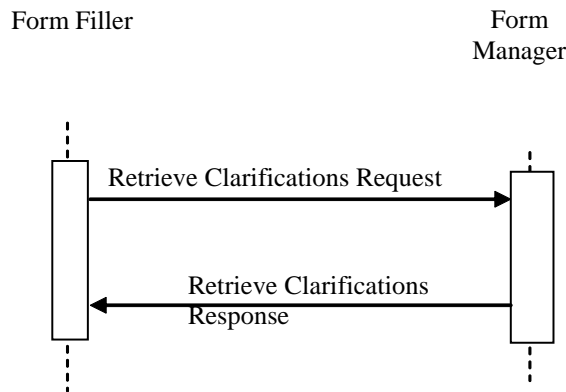 Form Filler
Form
Manager
Retrieve Clarifications Request
Retrieve Clarifications
Response